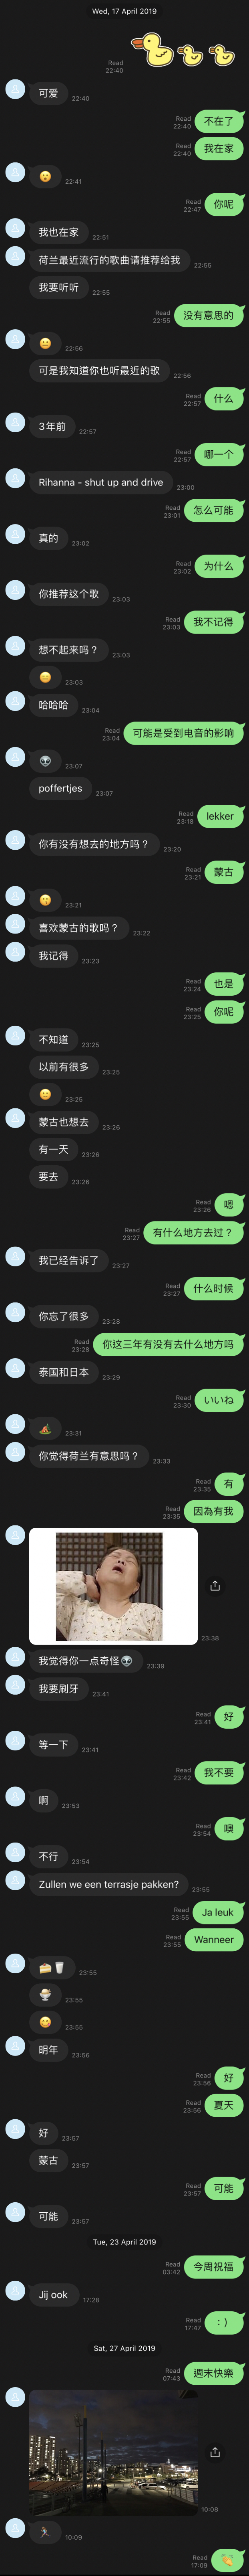 Wed, 17 April 2019
Read
22:40
可爱
22:40
Read
22:40
不在了
Read
22:40
我在家
22:41
Read
22:47
你呢
我也在家
22:51
荷兰最近流行的歌曲请推荐给我
22:55
我要听听
22:55
Read
22:55
没有意思的
22:56
可是我知道你也听最近的歌
22:56
Read
22:57
什么
3年前
22:57
Read
22:57
哪一个
Rihanna - shut up and drive
23:00
Read
23:01
怎么可能
真的
23:02
Read
23:02
为什么
你推荐这个歌
23:03
Read
23:03
我不记得
想不起来吗？
23:03
23:03
哈哈哈
23:04
Read
23:04
可能是受到电音的影响
23:07
poffertjes
23:07
Read
23:18
lekker
你有没有想去的地方吗？
23:20
Read
23:21
蒙古
23:21
喜欢蒙古的歌吗？
23:22
我记得
23:23
Read
23:24
也是
Read
23:25
你呢
不知道
23:25
以前有很多
23:25
23:25
蒙古也想去
23:26
有一天
23:26
要去
23:26
Read
23:26
嗯
Read
23:27
有什么地方去过？
我已经告诉了
23:27
Read
23:27
什么时候
你忘了很多
23:28
Read
23:28
你这三年有没有去什么地方吗
泰国和日本
23:29
Read
23:30
いいね
23:31
你觉得荷兰有意思吗？
23:33
Read
23:35
有
Read
23:35
因為有我
23:38
我觉得你一点奇怪
23:39
我要刷牙
23:41
Read
23:41
好
等一下
23:41
Read
23:42
我不要
啊
23:53
Read
23:54
噢
不行
23:54
Zullen we een terrasje pakken?
23:55
Read
23:55
Ja leuk
Read
23:55
Wanneer
23:55
23:55
23:55
明年
23:56
Read
23:56
好
Read
23:56
夏天
好
23:57
蒙古
23:57
Read
23:57
可能
可能
23:57
Tue, 23 April 2019
Read
03:42
今周祝福
Jij ook
17:28
Read
17:47
: )
Sat, 27 April 2019
Read
07:43
週末快樂
10:08
10:09
Read
17:09